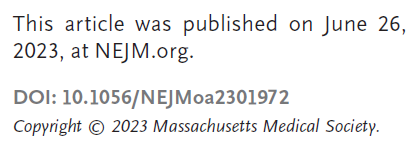 This article was published on June 26,
2023, at NEJM.org.
DOI: 10.1056/NEJMoa2301972
Copyright © 2023 Massachusetts Medical Society.